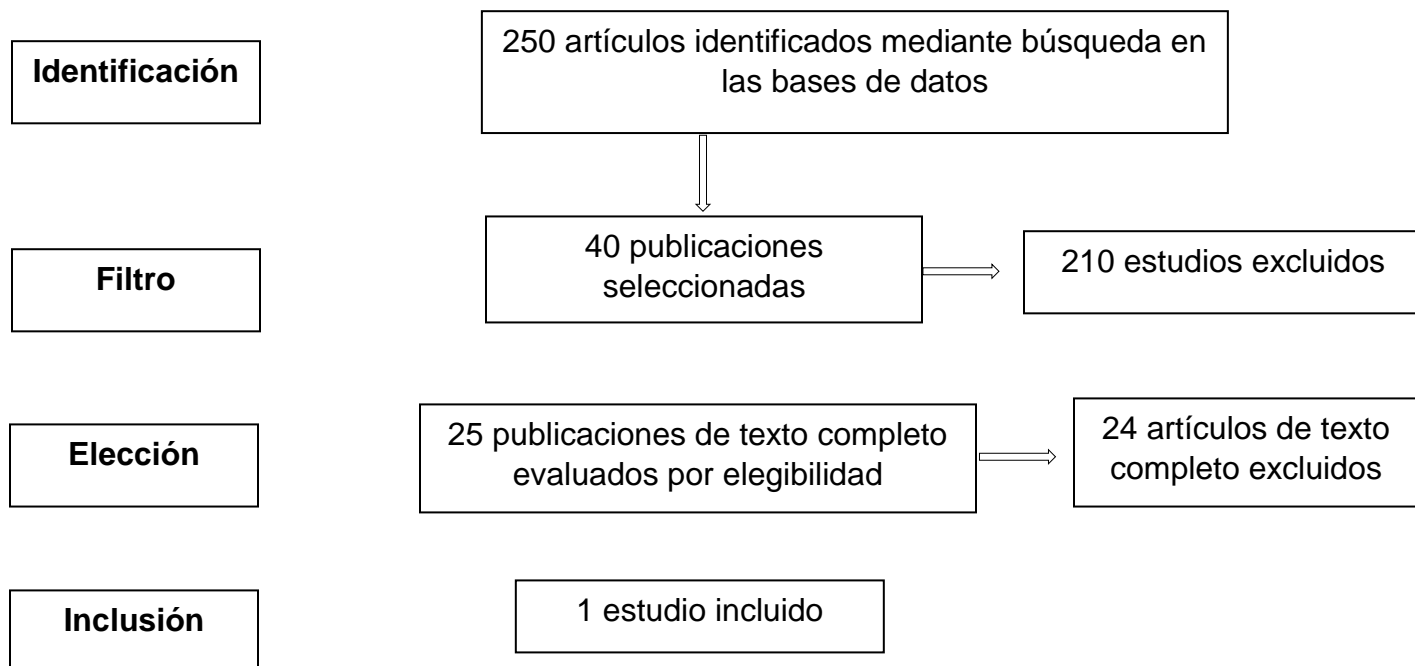 Identificación
250 artículos identificados mediante búsqueda en
las bases de datos
Filtro
40 publicaciones
seleccionadas
210 estudios excluidos
Elección
25 publicaciones de texto completo
evaluados por elegibilidad
24 artículos de texto
completo excluidos
Inclusión
1 estudio incluido